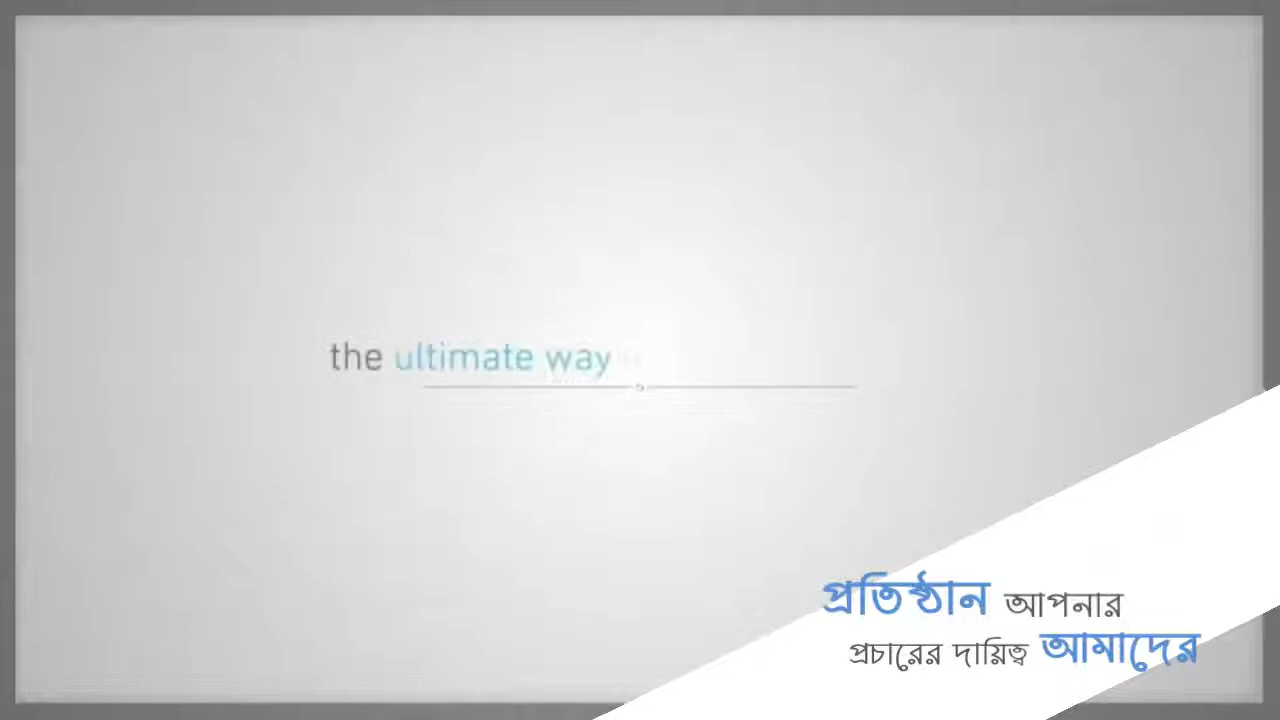 the ultimate way
প্রতিষ্ঠান আপনার
প্রচারের দায়িত্ব আমাদের